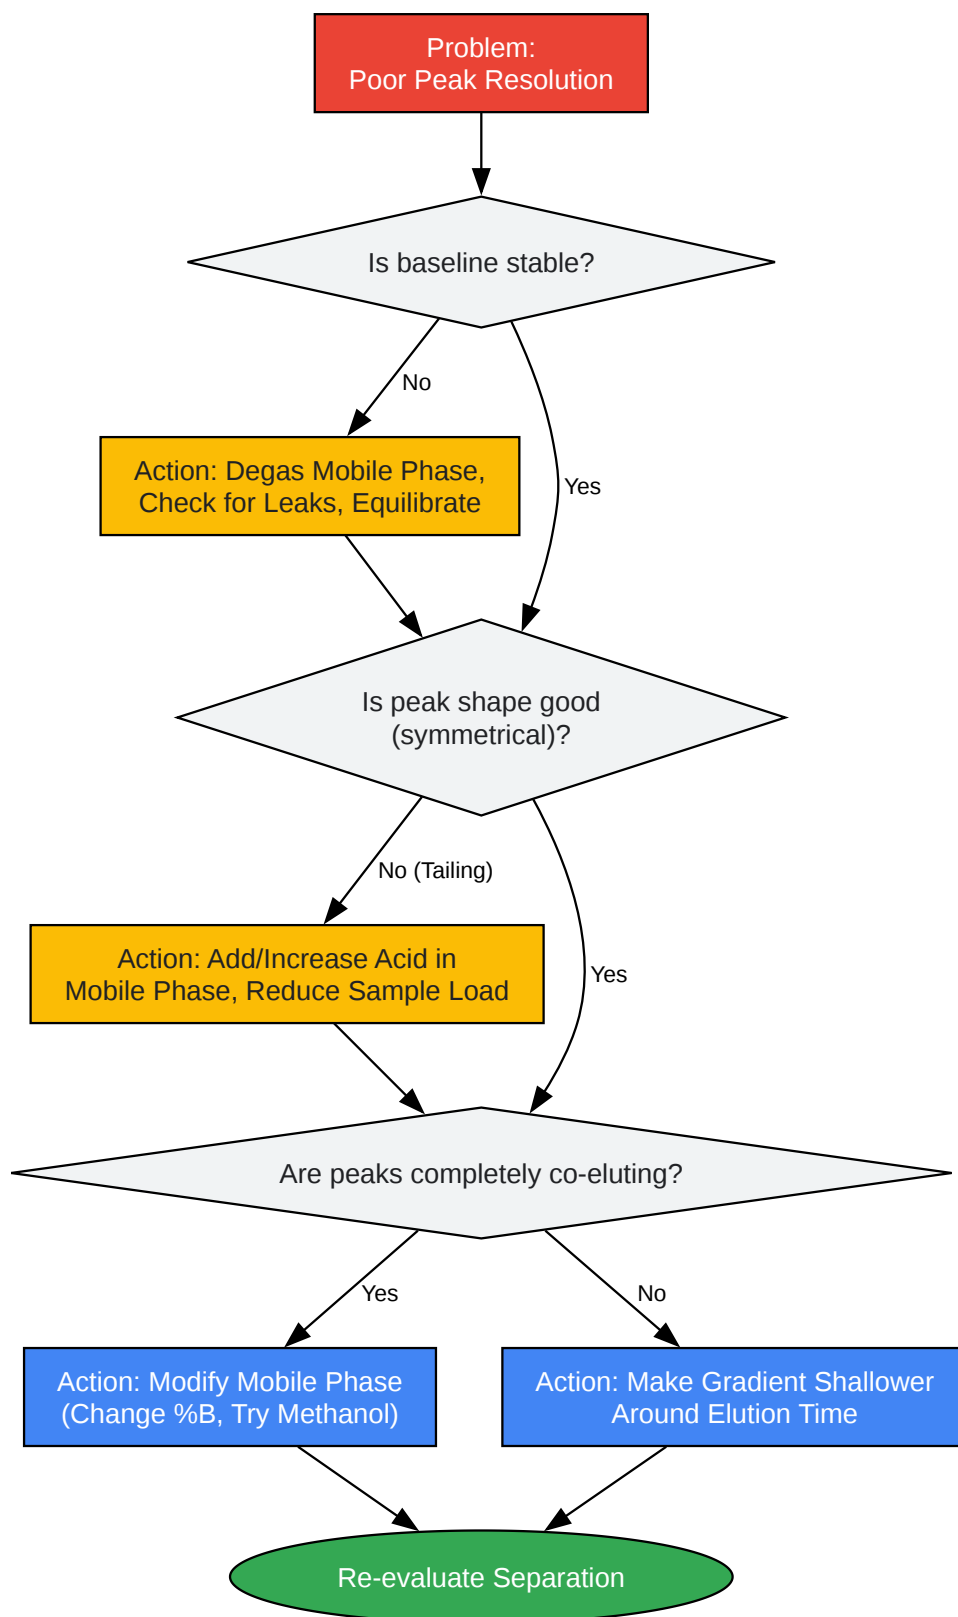 Problem:
Poor Peak Resolution
Is baseline stable?
No
Yes
Action: Degas Mobile Phase,
Check for Leaks, Equilibrate
Is peak shape good
(symmetrical)?
No (Tailing)
Yes
Action: Add/Increase Acid in
Mobile Phase, Reduce Sample Load
Are peaks completely co-eluting?
Yes
No
Action: Modify Mobile Phase
(Change %B, Try Methanol)
Action: Make Gradient Shallower
Around Elution Time
Re-evaluate Separation